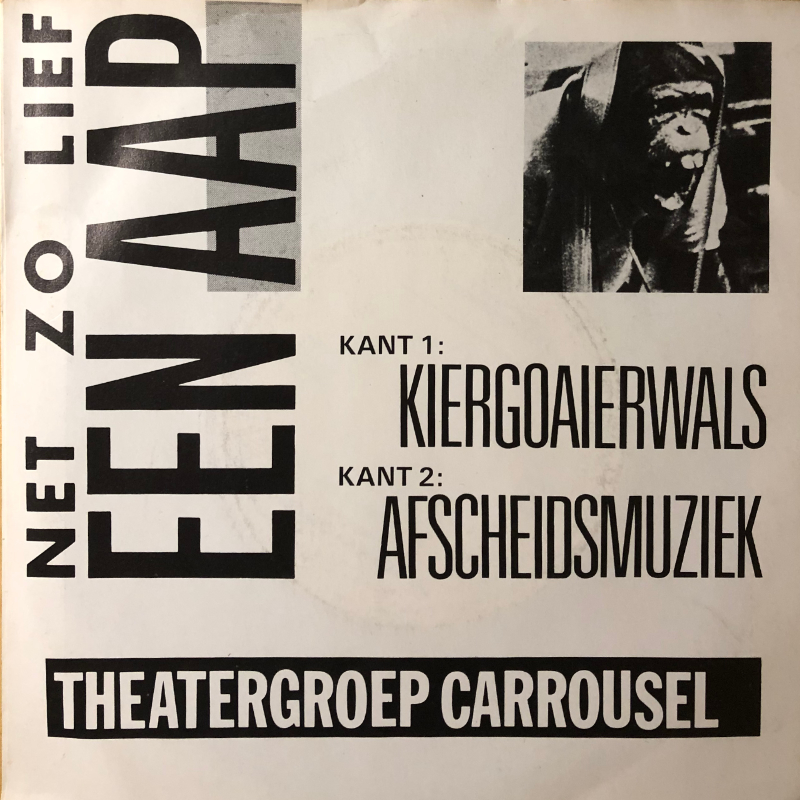 NET ZO LIEF
EEN AAP
KANT 1:
KIERGOAIERWALS
KANT 2:
AFSCHEIDSMUZIEK
THEATERGROEP CARROUSEL